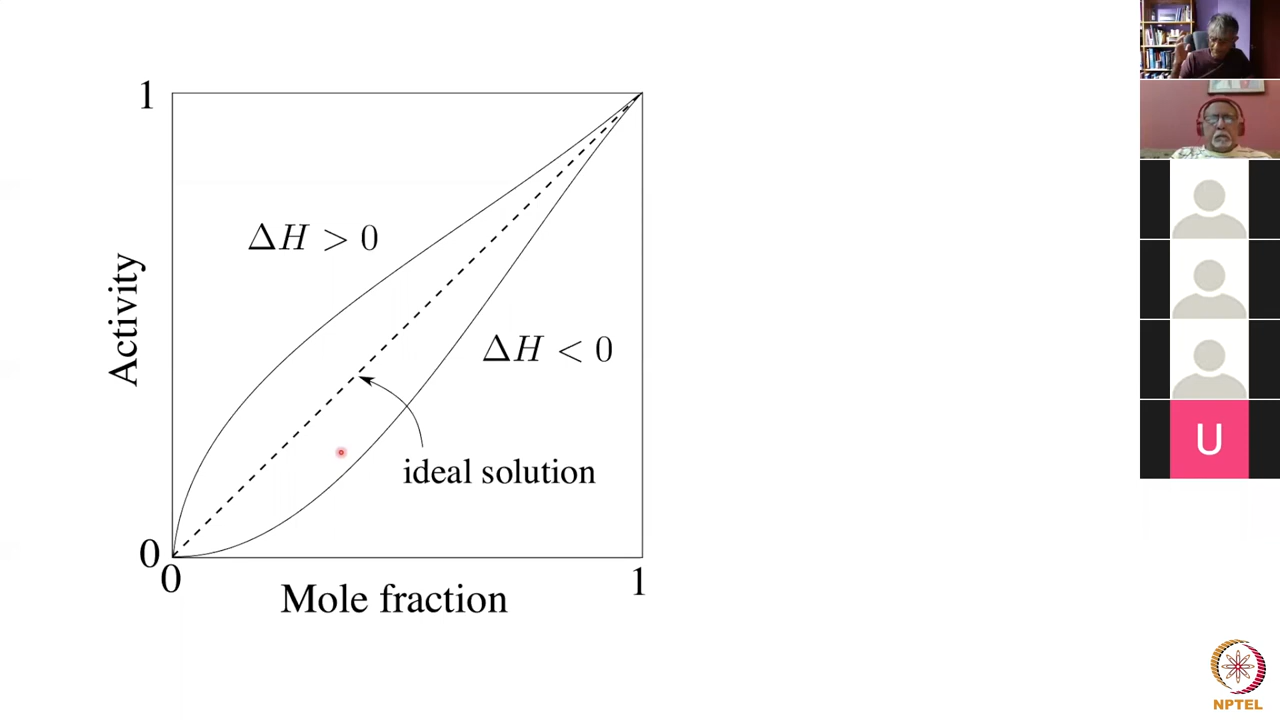 1
ΔH > 0
Activity
ΔH < 0
ideal solution
0
0
1
Mole fraction
U
NPTEL